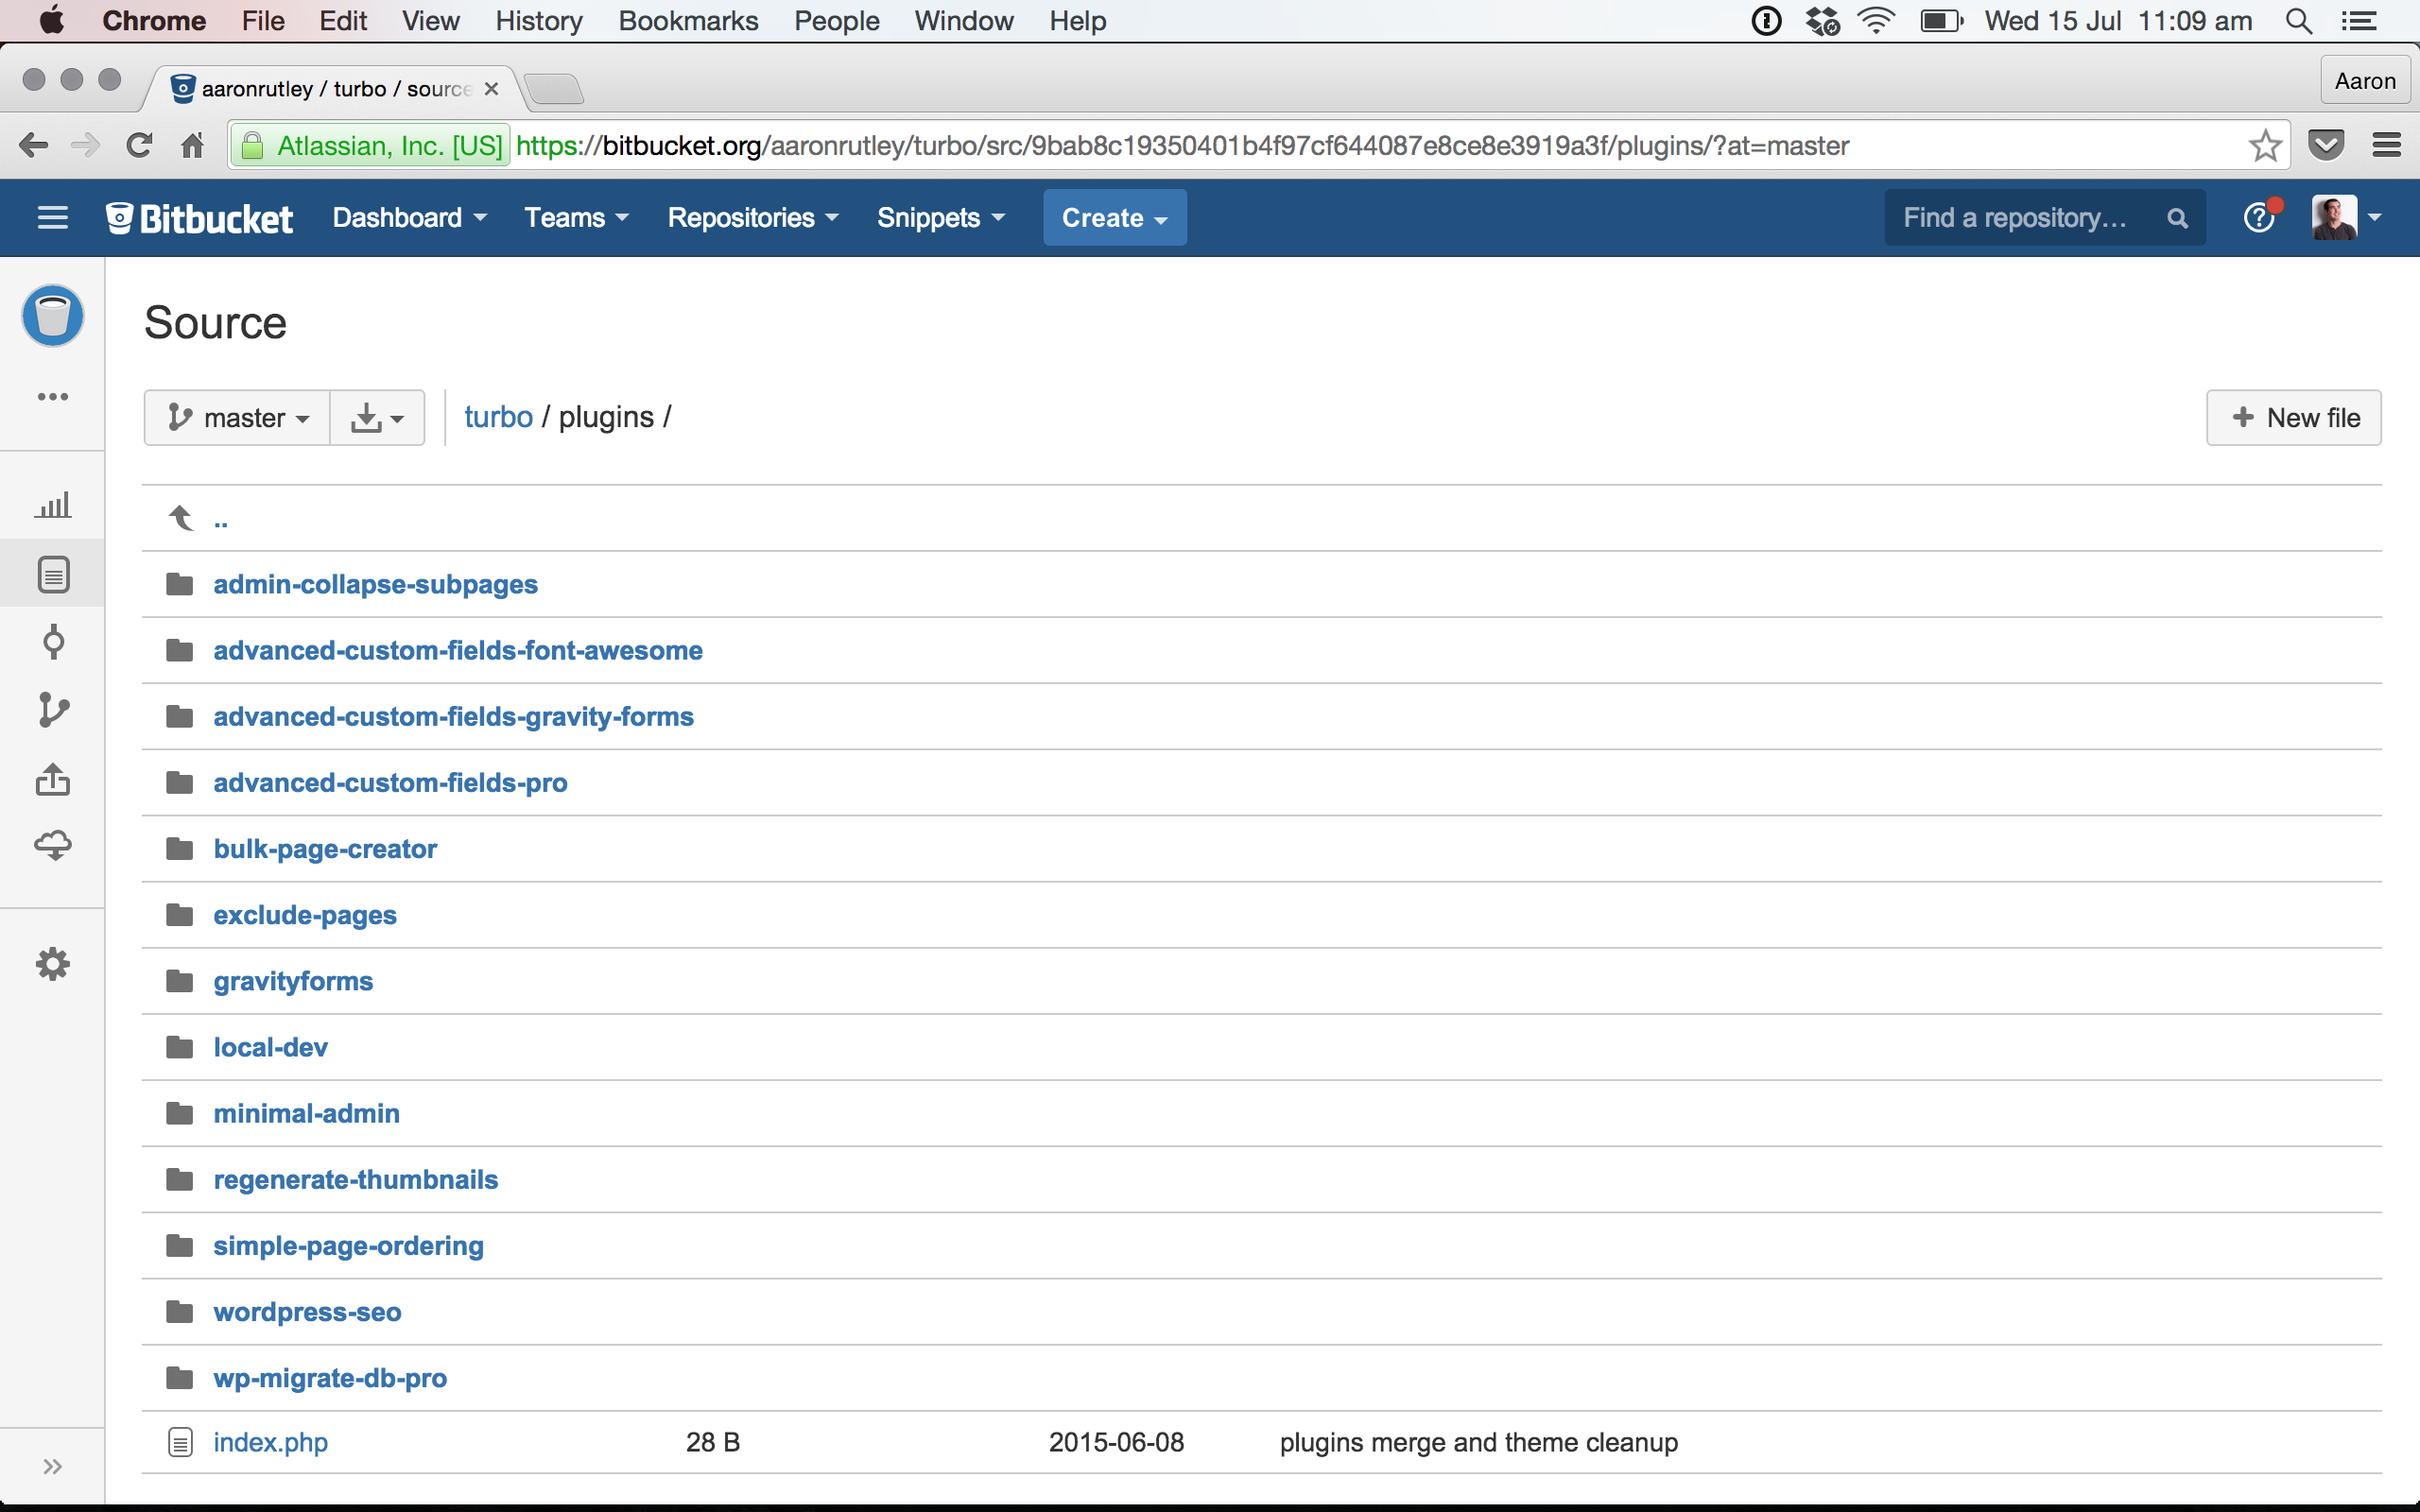 Chrome File Edit View History Bookmarks People Window Help Wed 15 Jul 11:09 am
aaronrutley / turbo / source Aaron
Atlassian, Inc. [US] https://bitbucket.org/aaronrutley/turbo/src/9bab8c19350401b4f97cf644087e8ce8e3919a3f/plugins/?at=master
Bitbucket Dashboard Teams Repositories Snippets Create Find a repository...
Source
master turbo / plugins / New file
..
admin-collapse-subpages
advanced-custom-fields-font-awesome
advanced-custom-fields-gravity-forms
advanced-custom-fields-pro
bulk-page-creator
exclude-pages
gravityforms
local-dev
minimal-admin
regenerate-thumbnails
simple-page-ordering
wordpress-seo
wp-migrate-db-pro
index.php 28 B 2015-06-08 plugins merge and theme cleanup